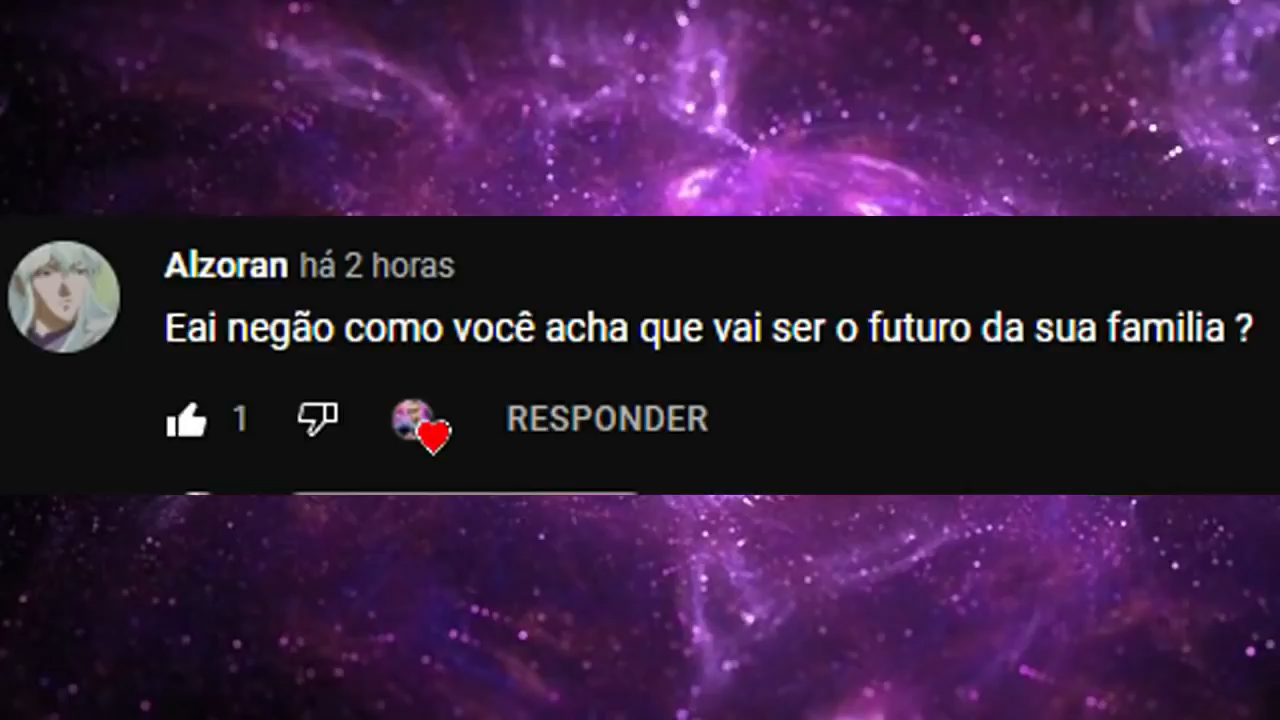 Alzoran há 2 horas
Eai negão como você acha que vai ser o futuro da sua familia ?
1 RESPONDER